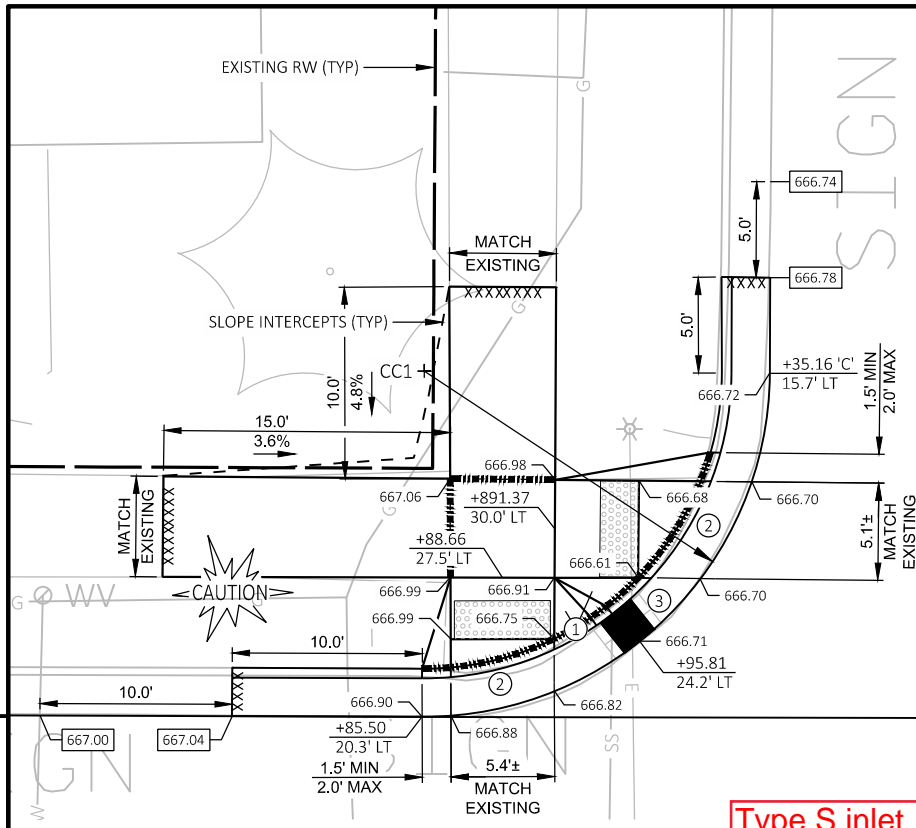 EXISTING RW (TYP)
SIGN
666.74
MATCH
EXISTING
5.0'
666.78
SLOPE INTERCEPTS (TYP)
G
G
G
10.0'
4.8%
CC1
5.0'
+35.16 'C'
15.7' LT
1.5' MIN
2.0' MAX
666.72
15.0'
3.6%
666.98
667.06
+891.37
30.0' LT
666.68
666.70
MATCH
EXISTING
+88.66
27.5' LT
2
5.1'±
MATCH
EXISTING
666.61
CAUTION
666.99
666.91
666.70
G
WV
3
666.99
666.75
1
666.71
10.0'
+95.81
24.2' LT
10.0'
2
666.90
666.82
E
667.00
667.04
+85.50
20.3' LT
666.88
SS
GN
GN
1.5' MIN
2.0' MAX
5.4'±
MATCH
EXISTING
W
Type S inlet